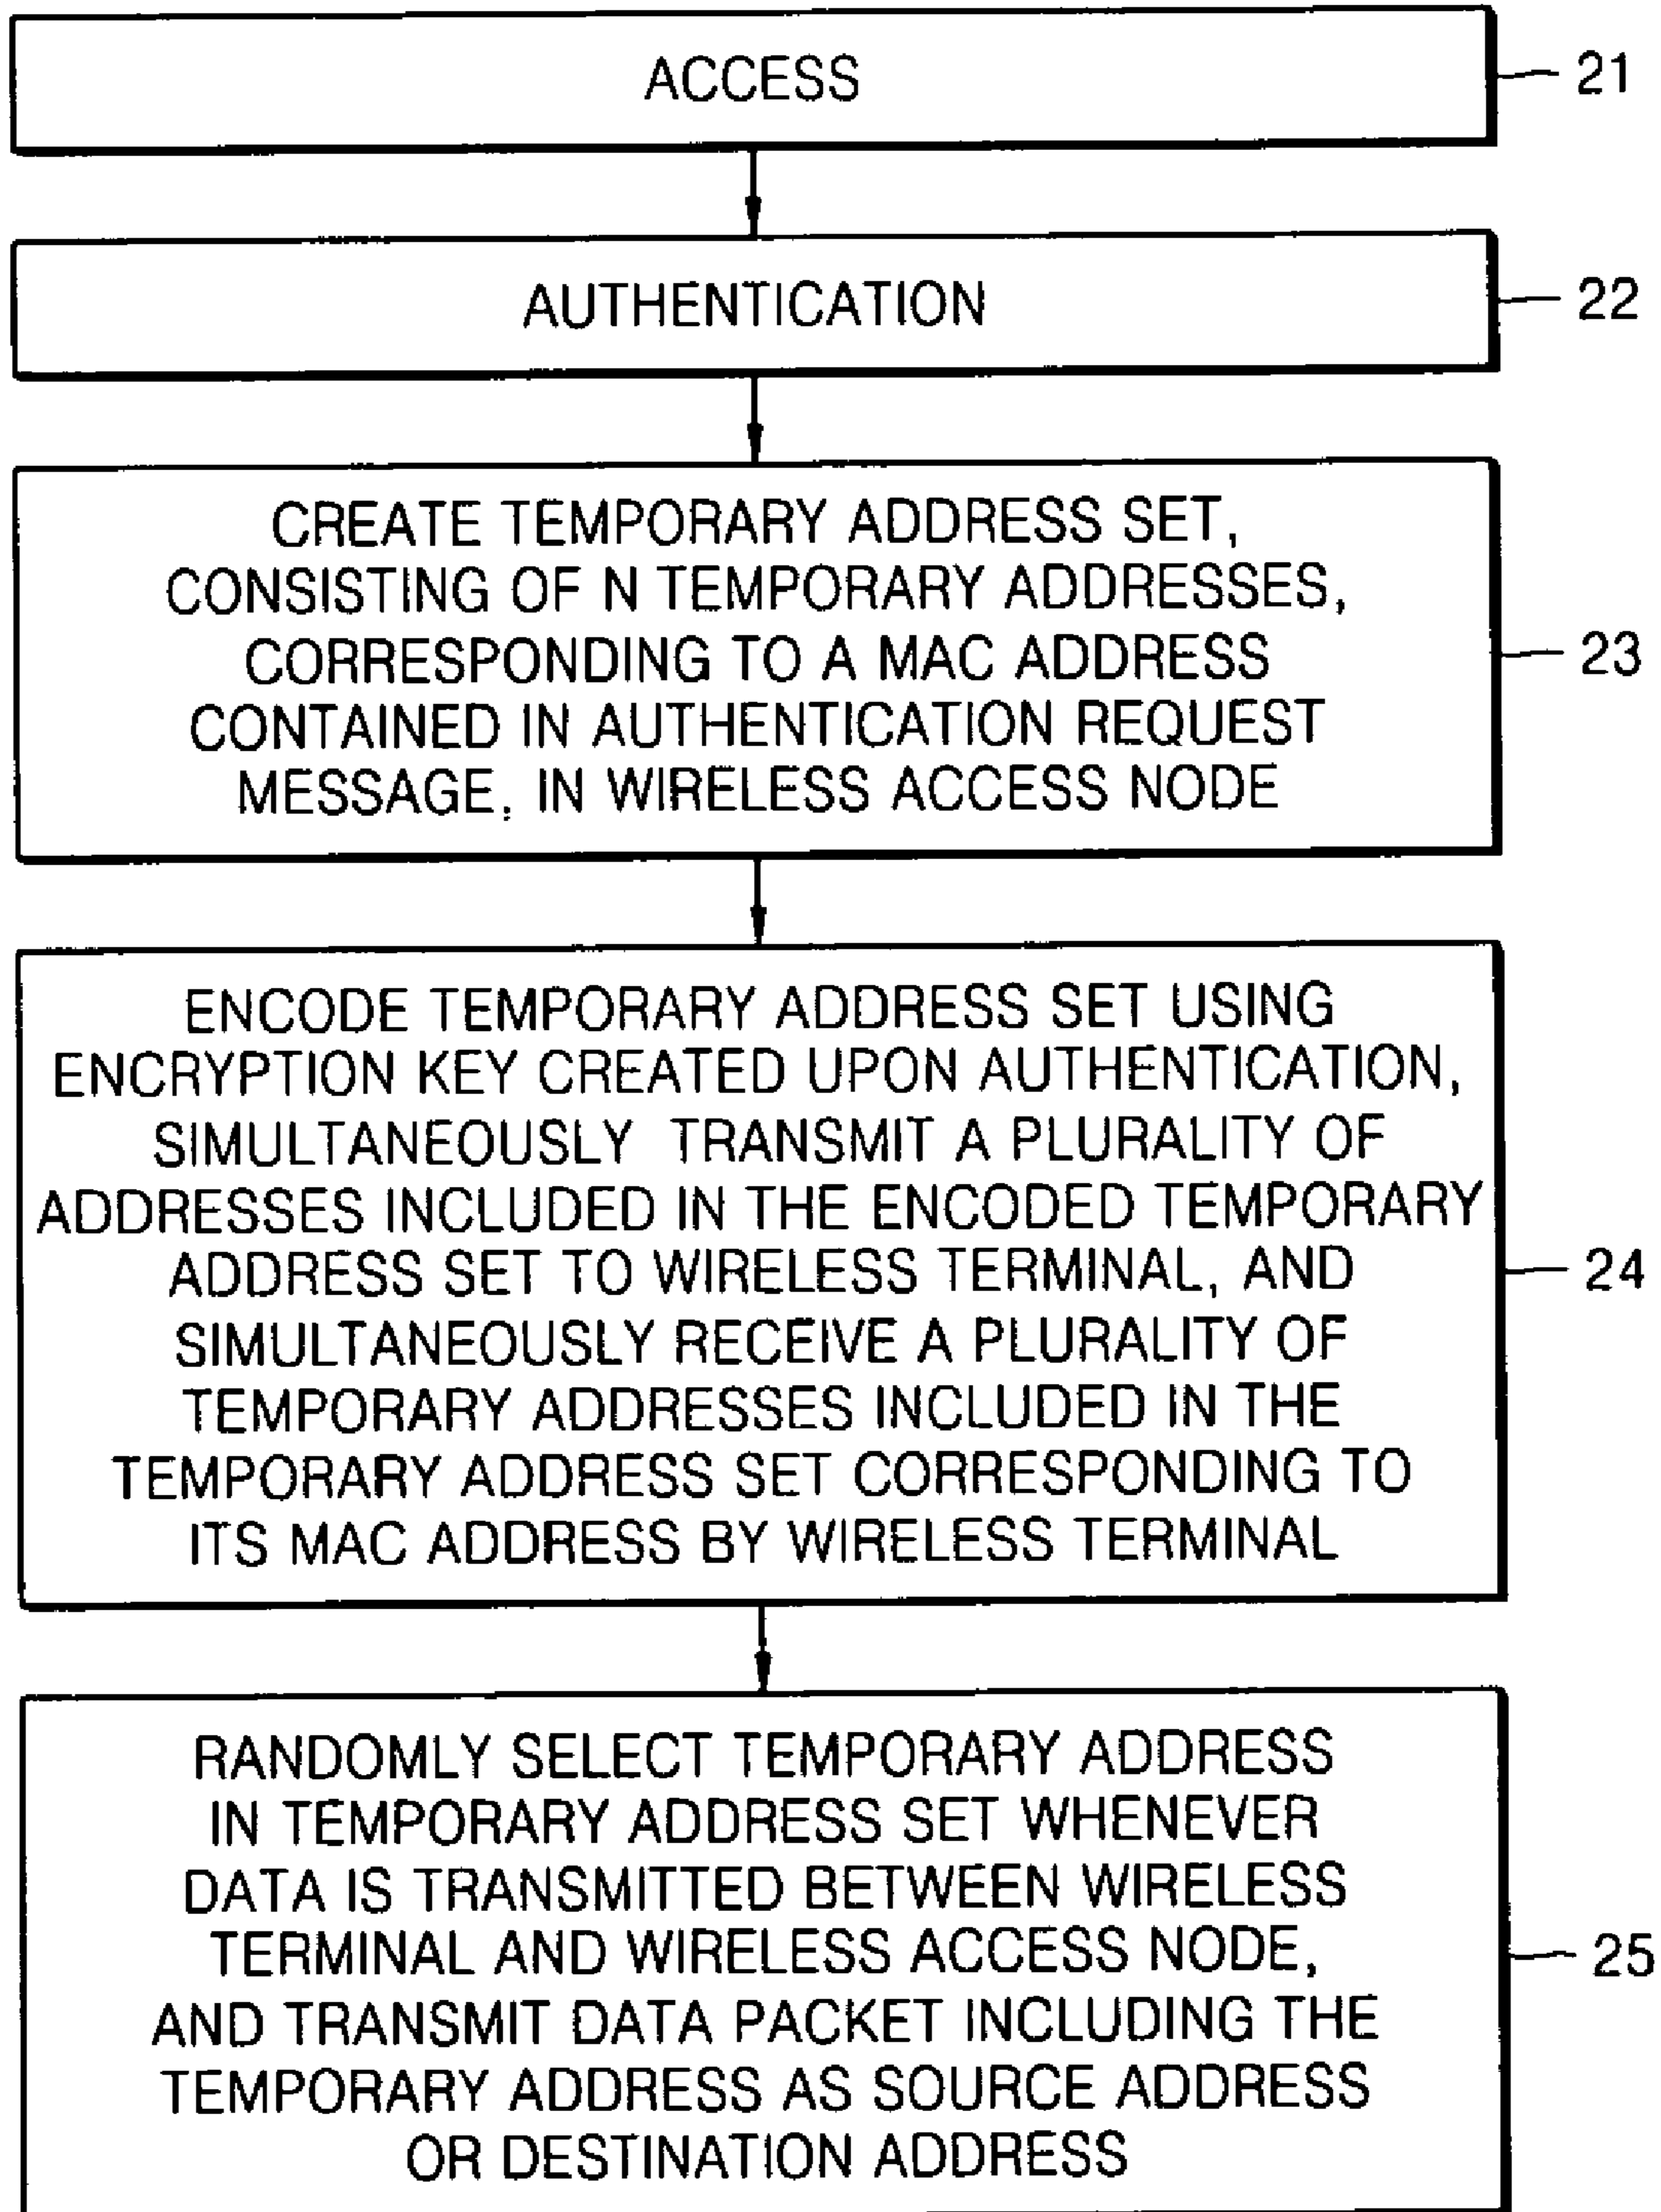 ACCESS
21
AUTHENTICATION
22
CREATE TEMPORARY ADDRESS SET,
CONSISTING OF N TEMPORARY ADDRESSES,
CORRESPONDING TO A MAC ADDRESS
CONTAINED IN AUTHENTICATION REQUEST
MESSAGE, IN WIRELESS ACCESS NODE
23
ENCODE TEMPORARY ADDRESS SET USING
ENCRYPTION KEY CREATED UPON AUTHENTICATION,
SIMULTANEOUSLY TRANSMIT A PLURALITY OF
ADDRESSES INCLUDED IN THE ENCODED TEMPORARY
ADDRESS SET TO WIRELESS TERMINAL, AND
SIMULTANEOUSLY RECEIVE A PLURALITY OF
TEMPORARY ADDRESSES INCLUDED IN THE
TEMPORARY ADDRESS SET CORRESPONDING TO
ITS MAC ADDRESS BY WIRELESS TERMINAL
24
RANDOMLY SELECT TEMPORARY ADDRESS
IN TEMPORARY ADDRESS SET WHENEVER
DATA IS TRANSMITTED BETWEEN WIRELESS
TERMINAL AND WIRELESS ACCESS NODE,
AND TRANSMIT DATA PACKET INCLUDING THE
TEMPORARY ADDRESS AS SOURCE ADDRESS
OR DESTINATION ADDRESS
25